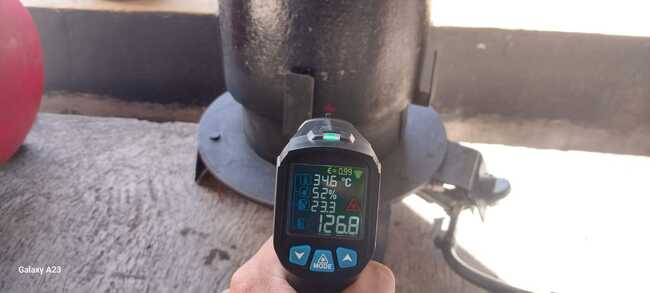 ε= 0.99
34.6 °C
52%
23.3
126.8
MODE
Galaxy A23